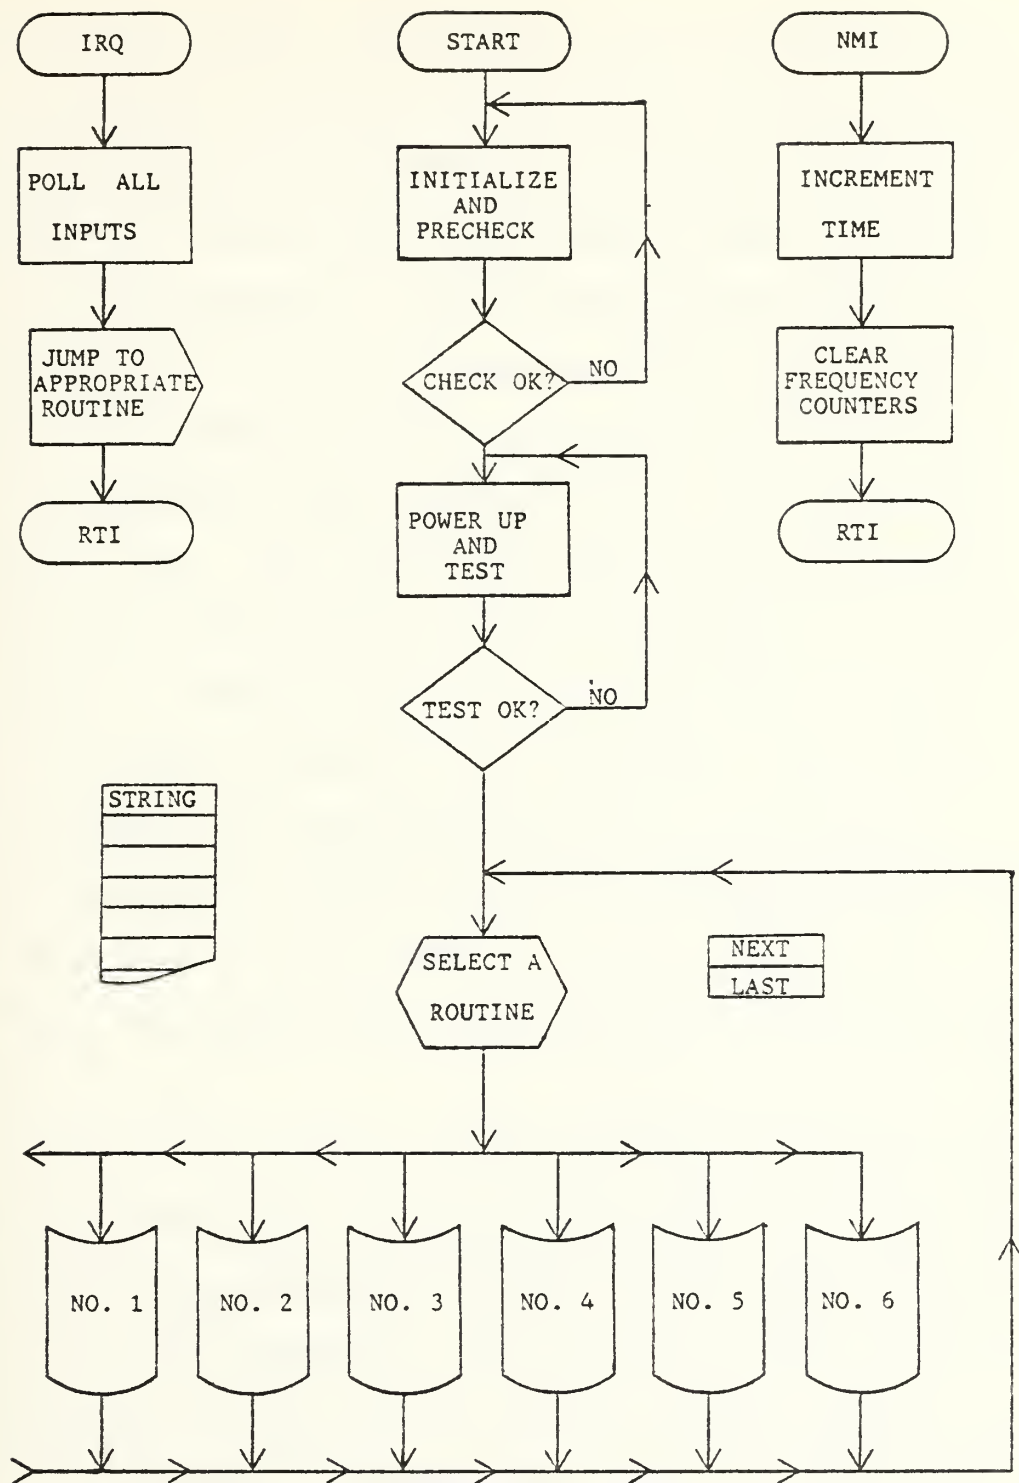 IRQ
POLL ALL
INPUTS
JUMP TO
APPROPRIATE
ROUTINE
RTI
START
INITIALIZE
AND
PRECHECK
CHECK OK?
NO
POWER UP
AND
TEST
TEST OK?
NO
NMI
INCREMENT
TIME
CLEAR
FREQUENCY
COUNTERS
RTI
STRING
SELECT A
ROUTINE
NEXT
LAST
NO. 1
NO. 2
NO. 3
NO. 4
NO. 5
NO. 6